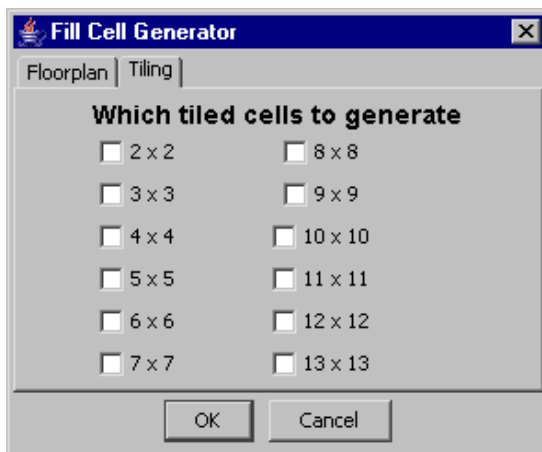 Fill Cell Generator
Floorplan Tiling
Which tiled cells to generate
2 x 2 8 x 8
3 x 3 9 x 9
4 x 4 10 x 10
5 x 5 11 x 11
6 x 6 12 x 12
7 x 7 13 x 13
OK Cancel